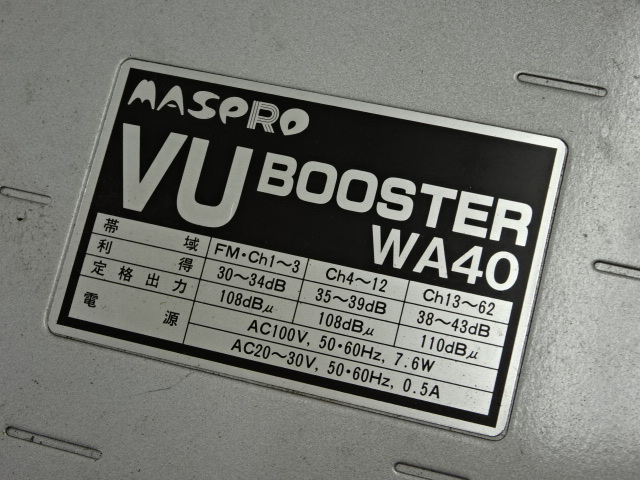 MASPRO
VU BOOSTER
WA40
帯域 FM・Ch1～3 Ch4～12 Ch13～62
利得 30～34dB 35～39dB 38～43dB
定格出力 108dBμ 108dBμ 110dBμ
電源 AC100V, 50・60Hz, 7.6W
AC20～30V, 50・60Hz, 0.5A